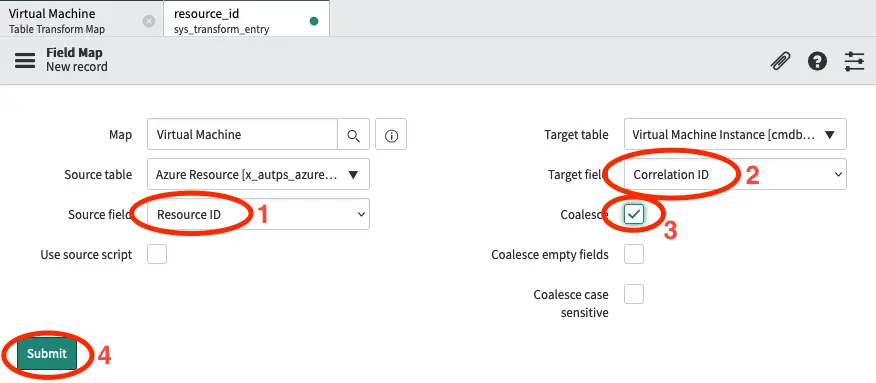 Virtual Machine
Table Transform Map
resource_id
sys_transform_entry
Field Map
New record
Map
Virtual Machine
Target table
Virtual Machine Instance [cmdb...
Source table
Azure Resource [x_autps_azure...
Target field
Correlation ID
2
Source field
Resource ID
1
Coalesce
3
Use source script
Coalesce empty fields
Coalesce case
sensitive
Submit
4